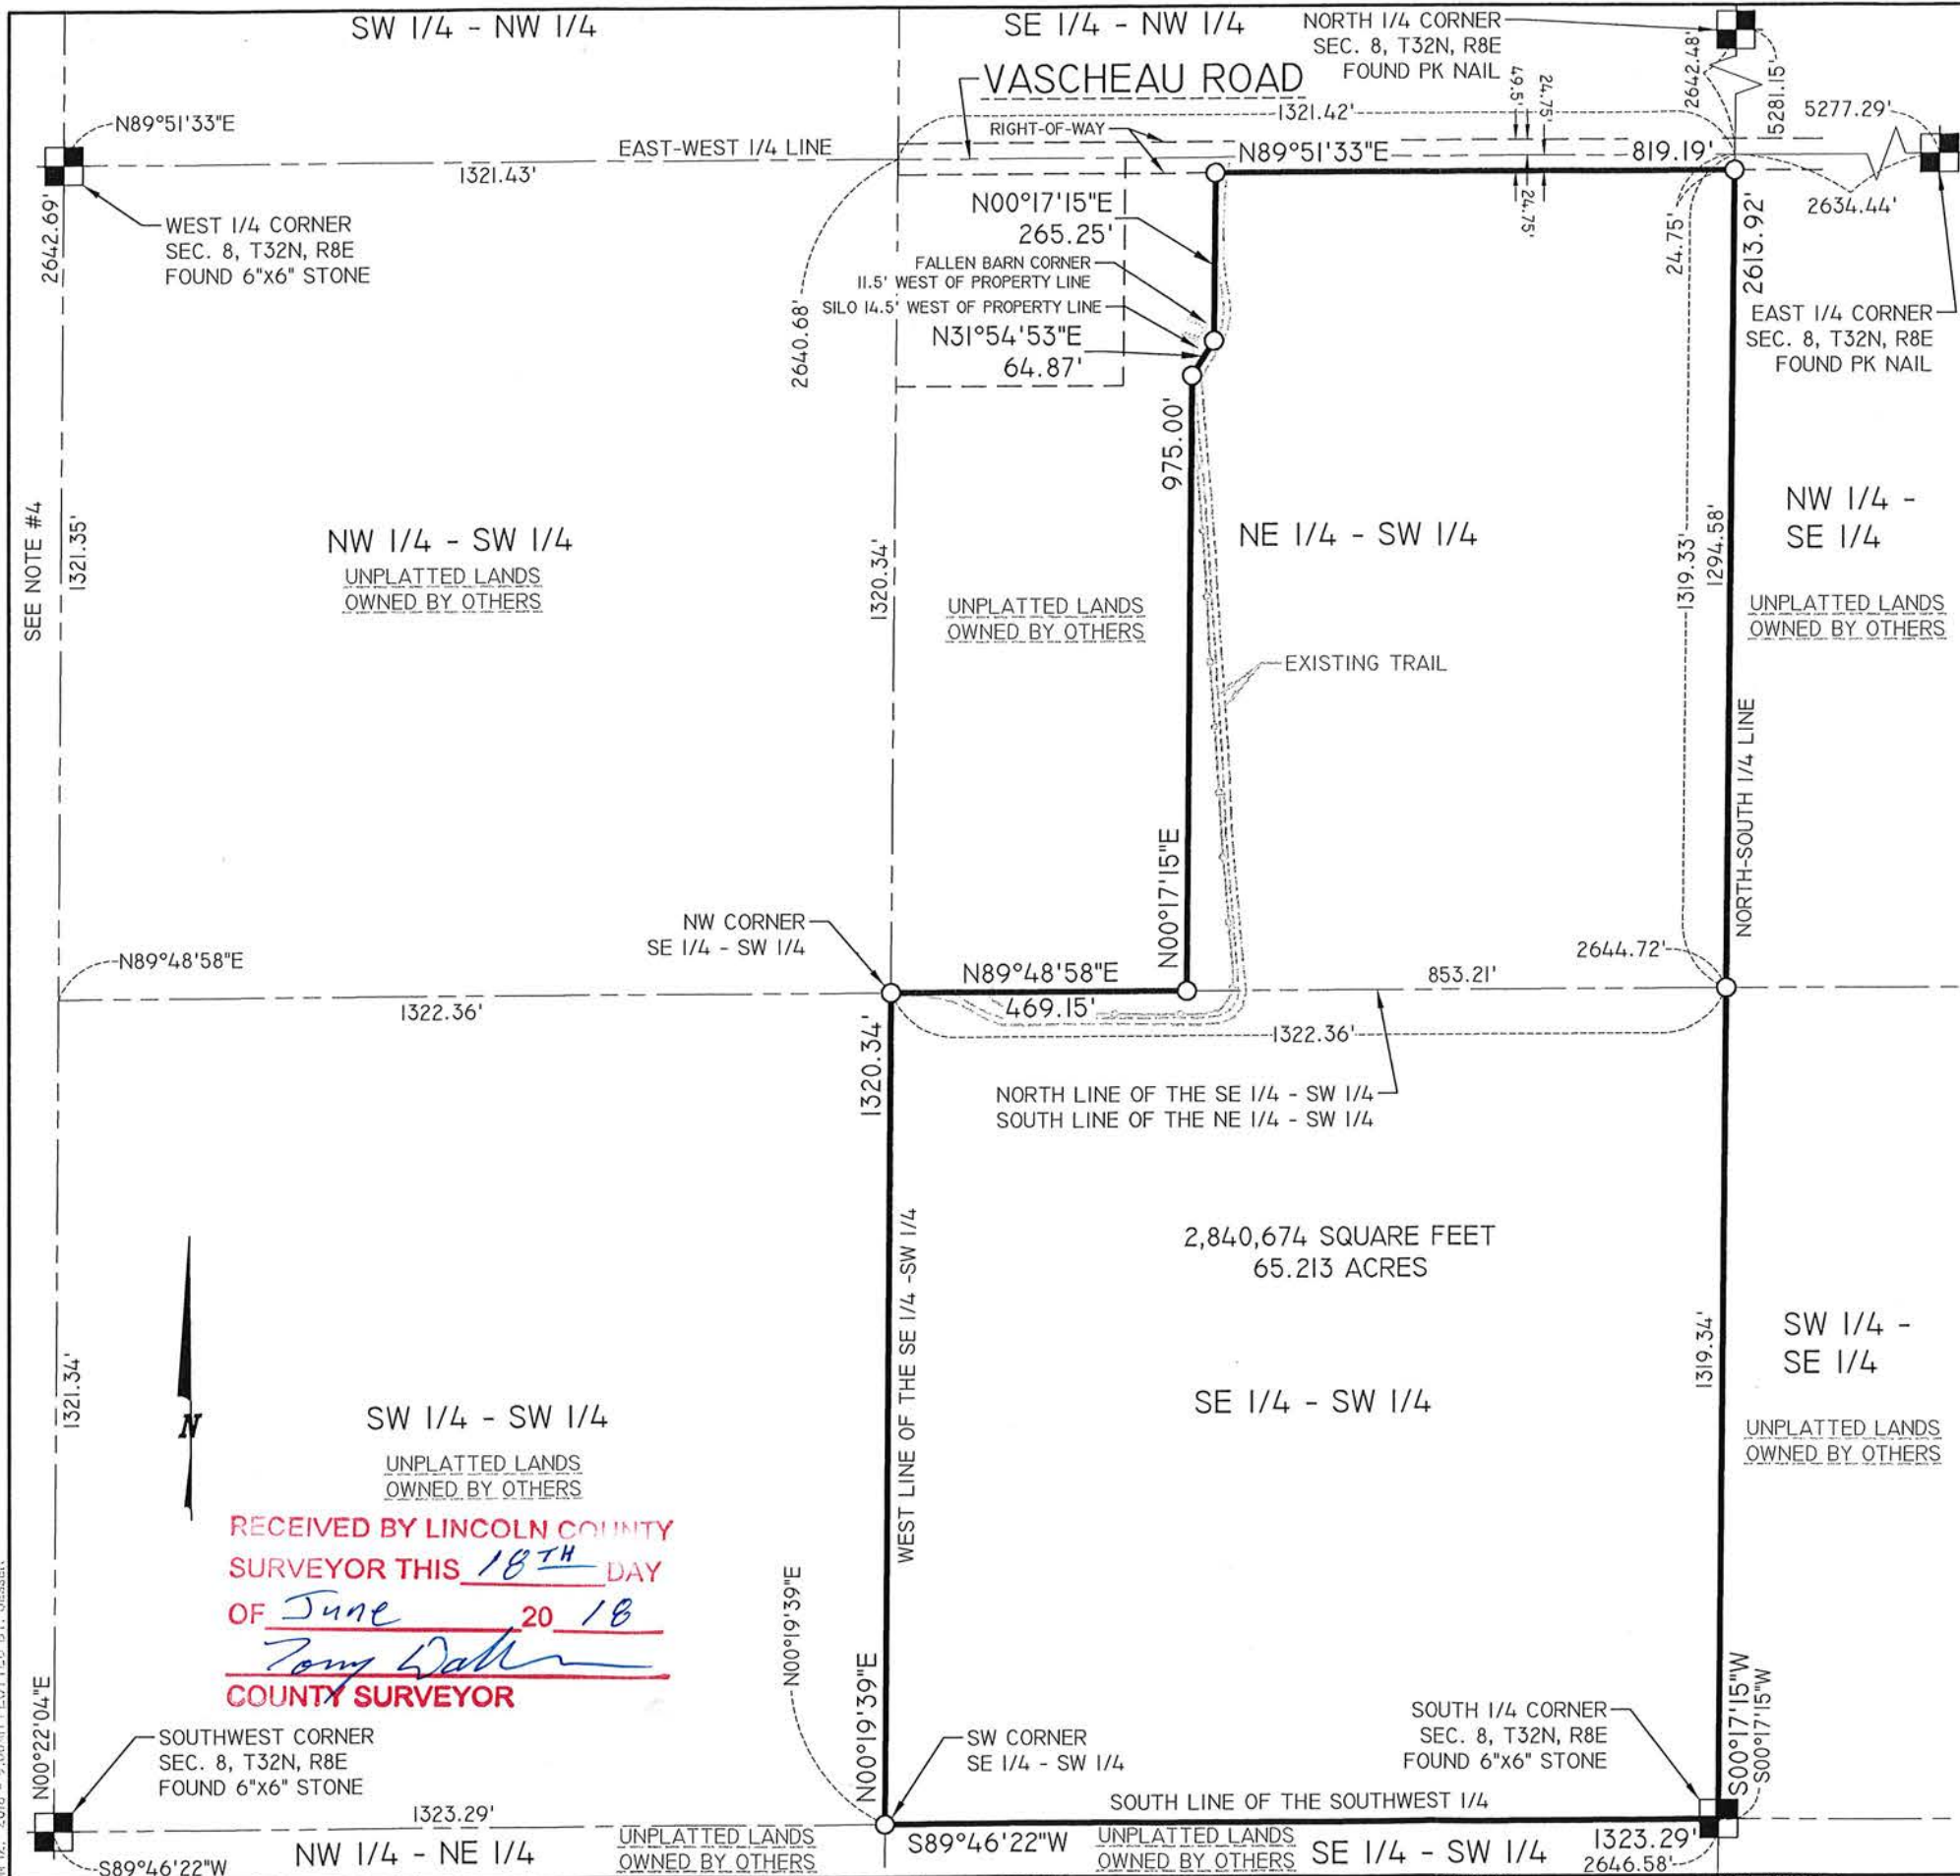 SW 1/4 - NW 1/4
SE 1/4 - NW 1/4
NORTH 1/4 CORNER
SEC. 8, T32N, R8E
FOUND PK NAIL
2642.48'
5281.15'
VASCHEAU ROAD
49.5'
24.75'
1321.42'
5277.29'
N89°51'33"E
RIGHT-OF-WAY
EAST-WEST 1/4 LINE
N89°51'33"E
819.19'
1321.43'
24.75'
2634.44'
WEST 1/4 CORNER
SEC. 8, T32N, R8E
FOUND 6"x6" STONE
2642.69'
N00°17'15"E
265.25'
24.75'
2613.92'
FALLEN BARN CORNER
11.5' WEST OF PROPERTY LINE
SILO 14.5' WEST OF PROPERTY LINE
N31°54'53"E
64.87'
2640.68'
EAST 1/4 CORNER
SEC. 8, T32N, R8E
FOUND PK NAIL
975.00'
SEE NOTE #4
1321.35'
NW 1/4 - SW 1/4
UNPLATTED LANDS
OWNED BY OTHERS
1320.34'
UNPLATTED LANDS
OWNED BY OTHERS
NE 1/4 - SW 1/4
1319.33'
1294.58'
NW 1/4 -
SE 1/4
UNPLATTED LANDS
OWNED BY OTHERS
EXISTING TRAIL
NORTH-SOUTH 1/4 LINE
N00°17'15"E
NW CORNER
SE 1/4 - SW 1/4
N89°48'58"E
N89°48'58"E
469.15'
853.21'
2644.72'
1322.36'
1322.36'
1320.34'
NORTH LINE OF THE SE 1/4 - SW 1/4
SOUTH LINE OF THE NE 1/4 - SW 1/4
WEST LINE OF THE SE 1/4 -SW 1/4
2,840,674 SQUARE FEET
65.213 ACRES
1319.34'
SW 1/4 -
SE 1/4
1321.34'
N
SW 1/4 - SW 1/4
UNPLATTED LANDS
OWNED BY OTHERS
SE 1/4 - SW 1/4
UNPLATTED LANDS
OWNED BY OTHERS
RECEIVED BY LINCOLN COUNTY
SURVEYOR THIS 18TH DAY
OF June 20 18
Tony Dall
COUNTY SURVEYOR
N00°22'04"E
SOUTHWEST CORNER
SEC. 8, T32N, R8E
FOUND 6"x6" STONE
N00°19'39"E
N00°19'39"E
SW CORNER
SE 1/4 - SW 1/4
SOUTH 1/4 CORNER
SEC. 8, T32N, R8E
FOUND 6"x6" STONE
S00°17'15"W
S00°17'15"W
1323.29'
SOUTH LINE OF THE SOUTHWEST 1/4
S89°46'22"W
NW 1/4 - NE 1/4
UNPLATTED LANDS
OWNED BY OTHERS
S89°46'22"W
UNPLATTED LANDS
OWNED BY OTHERS
SE 1/4 - SW 1/4
1323.29'
2646.58'